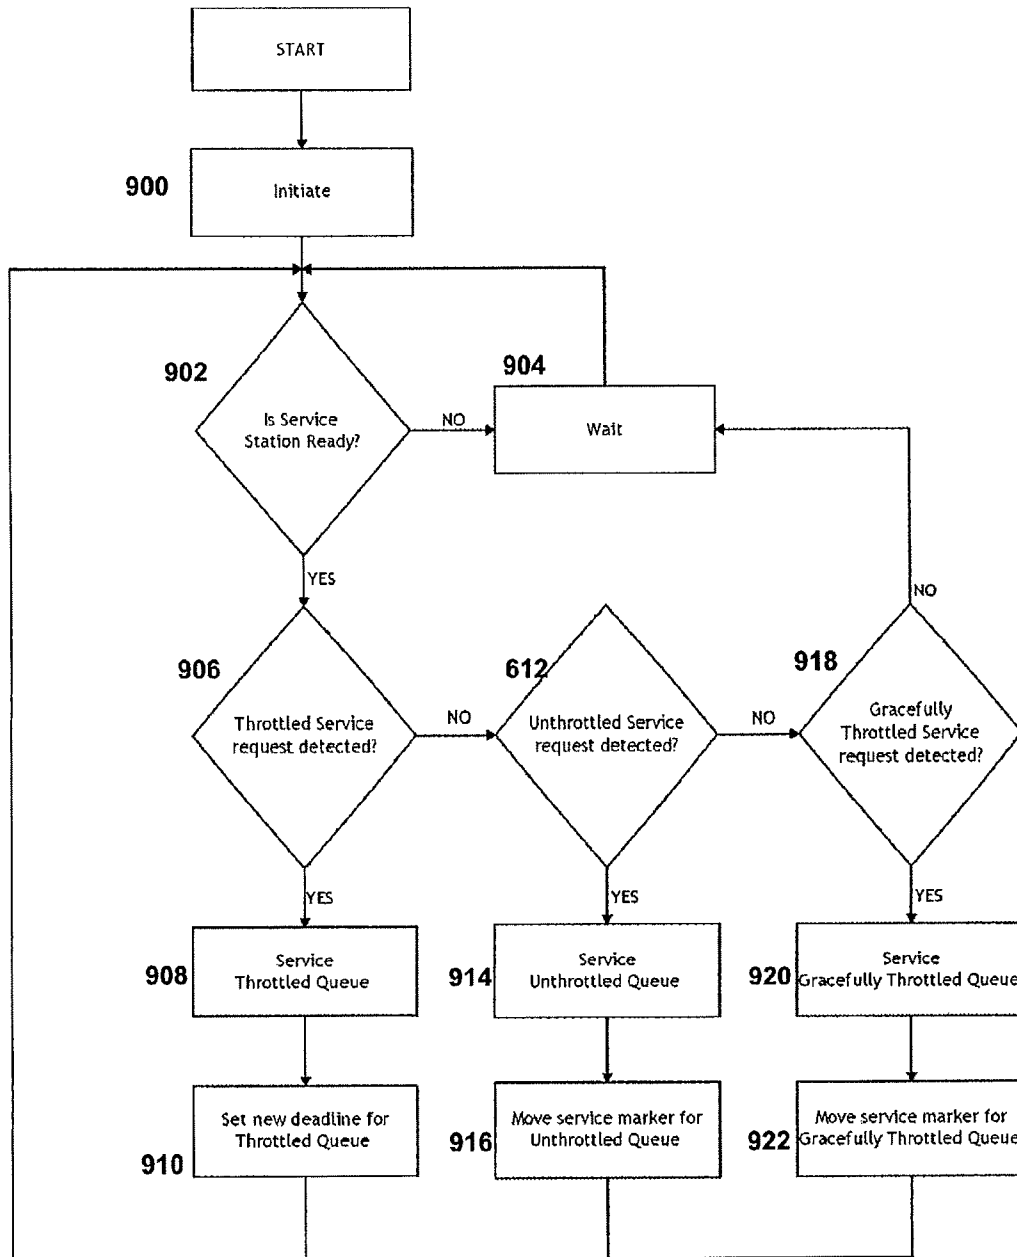 START
900
Initiate
902
904
Is Service
Station Ready?
NO
Wait
YES
NO
906
612
918
Throttled Service
request detected?
NO
Unthrottled Service
request detected?
NO
Gracefully
Throttled Service
request detected?
YES
YES
YES
908
Service
Throttled Queue
914
Service
Unthrottled Queue
920
Service
Gracefully Throttled Queue
910
Set new deadline for
Throttled Queue
916
Move service marker for
Unthrottled Queue
922
Move service marker for
Gracefully Throttled Queue